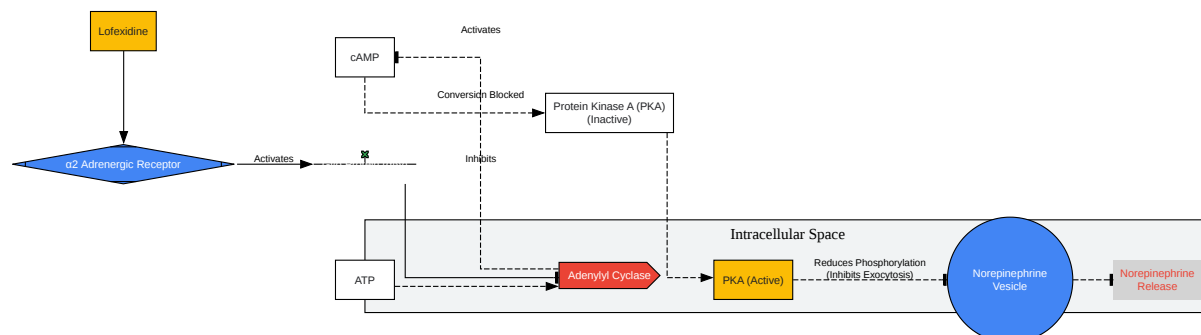 Lofexidine
Activates
cAMP
Conversion Blocked
Protein Kinase A (PKA)
(Inactive)
α2 Adrenergic Receptor
Activates
Inhibits
Intracellular Space
ATP
Adenylyl Cyclase
PKA (Active)
Reduces Phosphorylation
(Inhibits Exocytosis)
Norepinephrine
Vesicle
Norepinephrine
Release